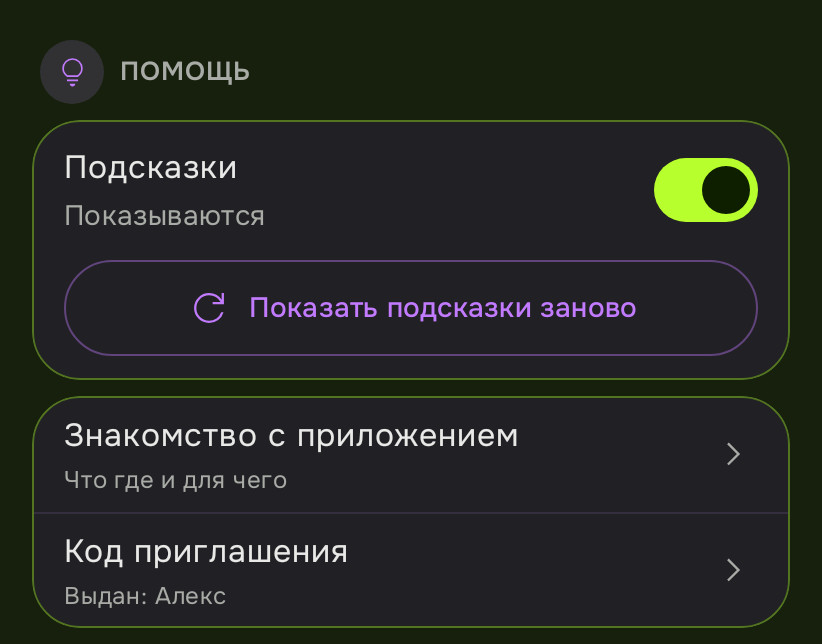 ПОМОЩЬ
Подсказки
Показываются
Показать подсказки заново
Знакомство с приложением
Что где и для чего
Код приглашения
Выдан: Алекс